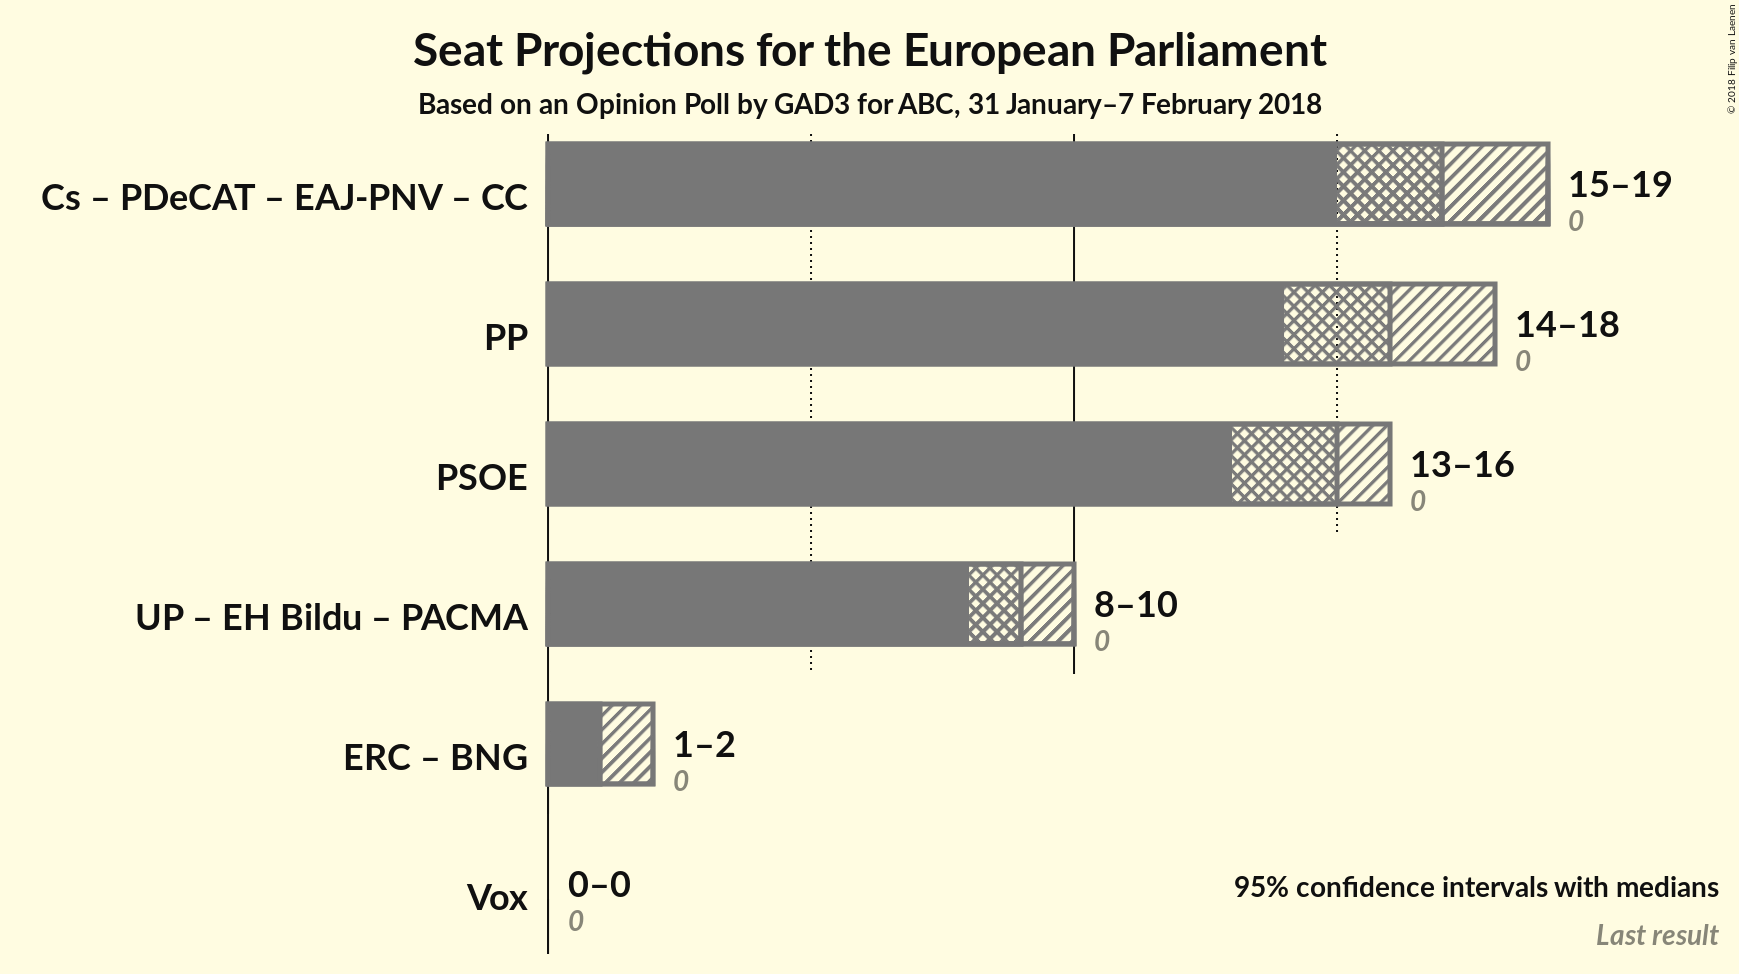 Seat Projections for the European Parliament
Based on an Opinion Poll by GAD3 for ABC, 31 January–7 February 2018
© 2018 Filip van Laenen
Cs – PDeCAT – EAJ-PNV – CC
15–19
0
PP
14–18
0
PSOE
13–16
0
UP – EH Bildu – PACMA
8–10
0
ERC – BNG
1–2
0
Vox
0–0
0
95% confidence intervals with medians
Last result